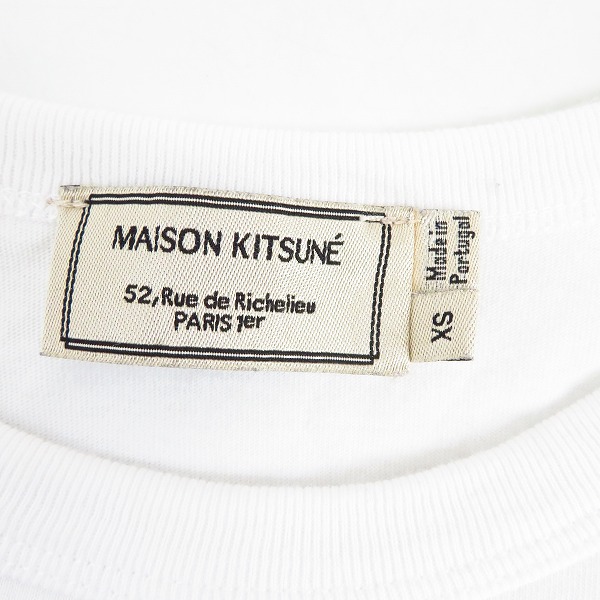 MAISON KITSUNÉ
52, Rue de Richelieu
PARIS 1er
Made in
Portugal
XS